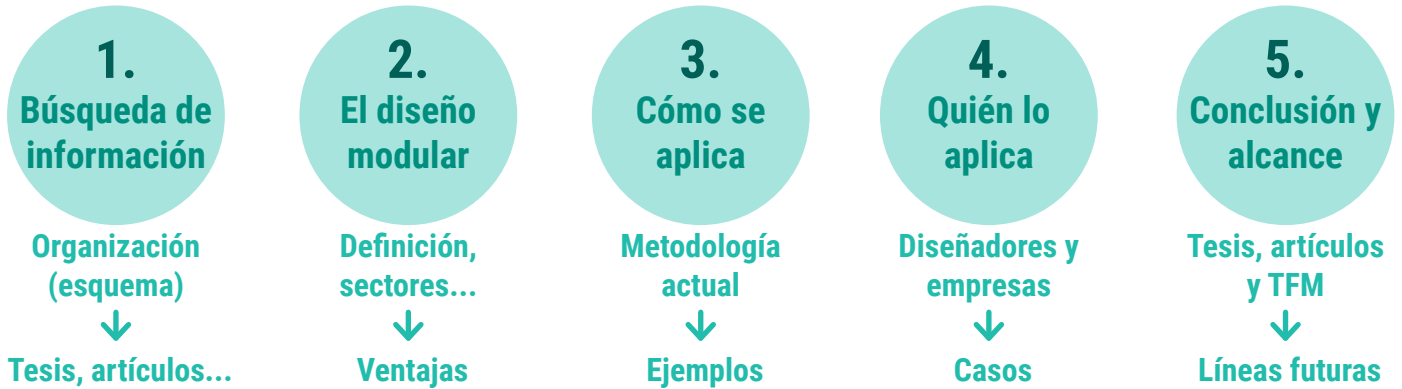 1.
Búsqueda de
información
Organización
(esquema)
Tesis, artículos...
2.
El diseño
modular
Definición,
sectores...
Ventajas
3.
Cómo se
aplica
Metodología
actual
Ejemplos
4.
Quién lo
aplica
Diseñadores y
empresas
Casos
5.
Conclusión y
alcance
Tesis, artículos
y TFM
Líneas futuras